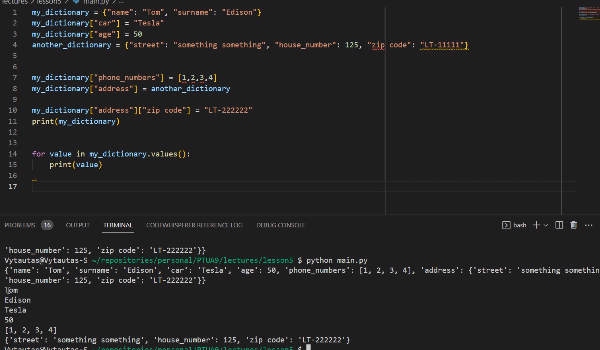 lectures > lesson5 > main.py > ...
1 my_dictionary = {"name": "Tom", "surname": "Edison"}
2 my_dictionary["car"] = "Tesla"
3 my_dictionary["age"] = 50
4 another_dictionary = {"street": "something something", "house_number": 125, "zip code": "LT-11111"}
5
6
7 my_dictionary["phone_numbers"] = [1,2,3,4]
8 my_dictionary["address"] = another_dictionary
9
10 my_dictionary["address"]["zip code"] = "LT-222222"
11 print(my_dictionary)
12
13
14 for value in my_dictionary.values():
15 print(value)
16
17
PROBLEMS 16 OUTPUT TERMINAL CODEWHISPERER REFERENCE LOG DEBUG CONSOLE bash
'house_number': 125, 'zip code': 'LT-222222'}}
Vytautas@Vytautas-S ~/repositories/personal/PTUA9/lectures/lesson5 $ python main.py
{'name': 'Tom', 'surname': 'Edison', 'car': 'Tesla', 'age': 50, 'phone_numbers': [1, 2, 3, 4], 'address': {'street': 'something somethin
'house_number': 125, 'zip code': 'LT-222222'}}
Tom
Edison
Tesla
50
[1, 2, 3, 4]
{'street': 'something something', 'house_number': 125, 'zip code': 'LT-222222'}
Vytautas@Vytautas-S ~/repositories/personal/PTUA9/lectures/lesson5 $